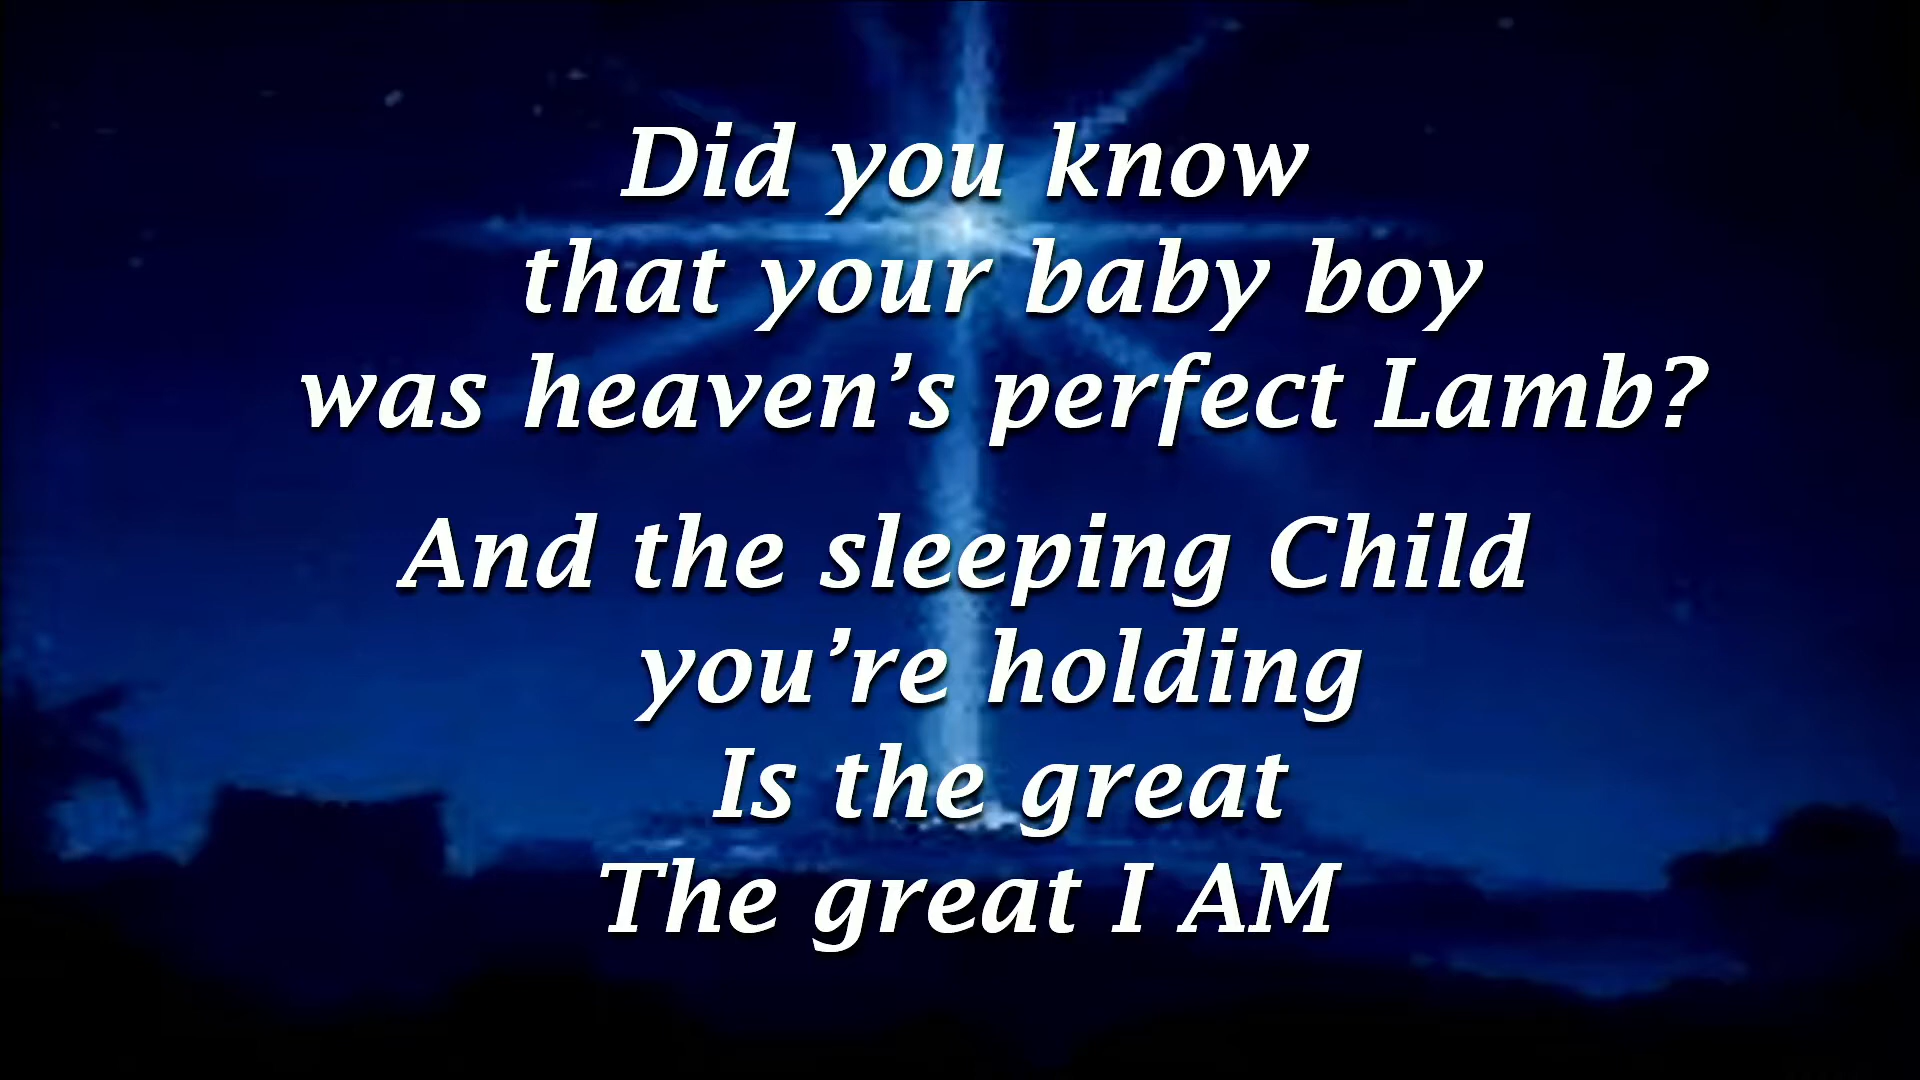 Did you know
that your baby boy
was heaven’s perfect Lamb?
And the sleeping Child
you’re holding
Is the great
The great I AM